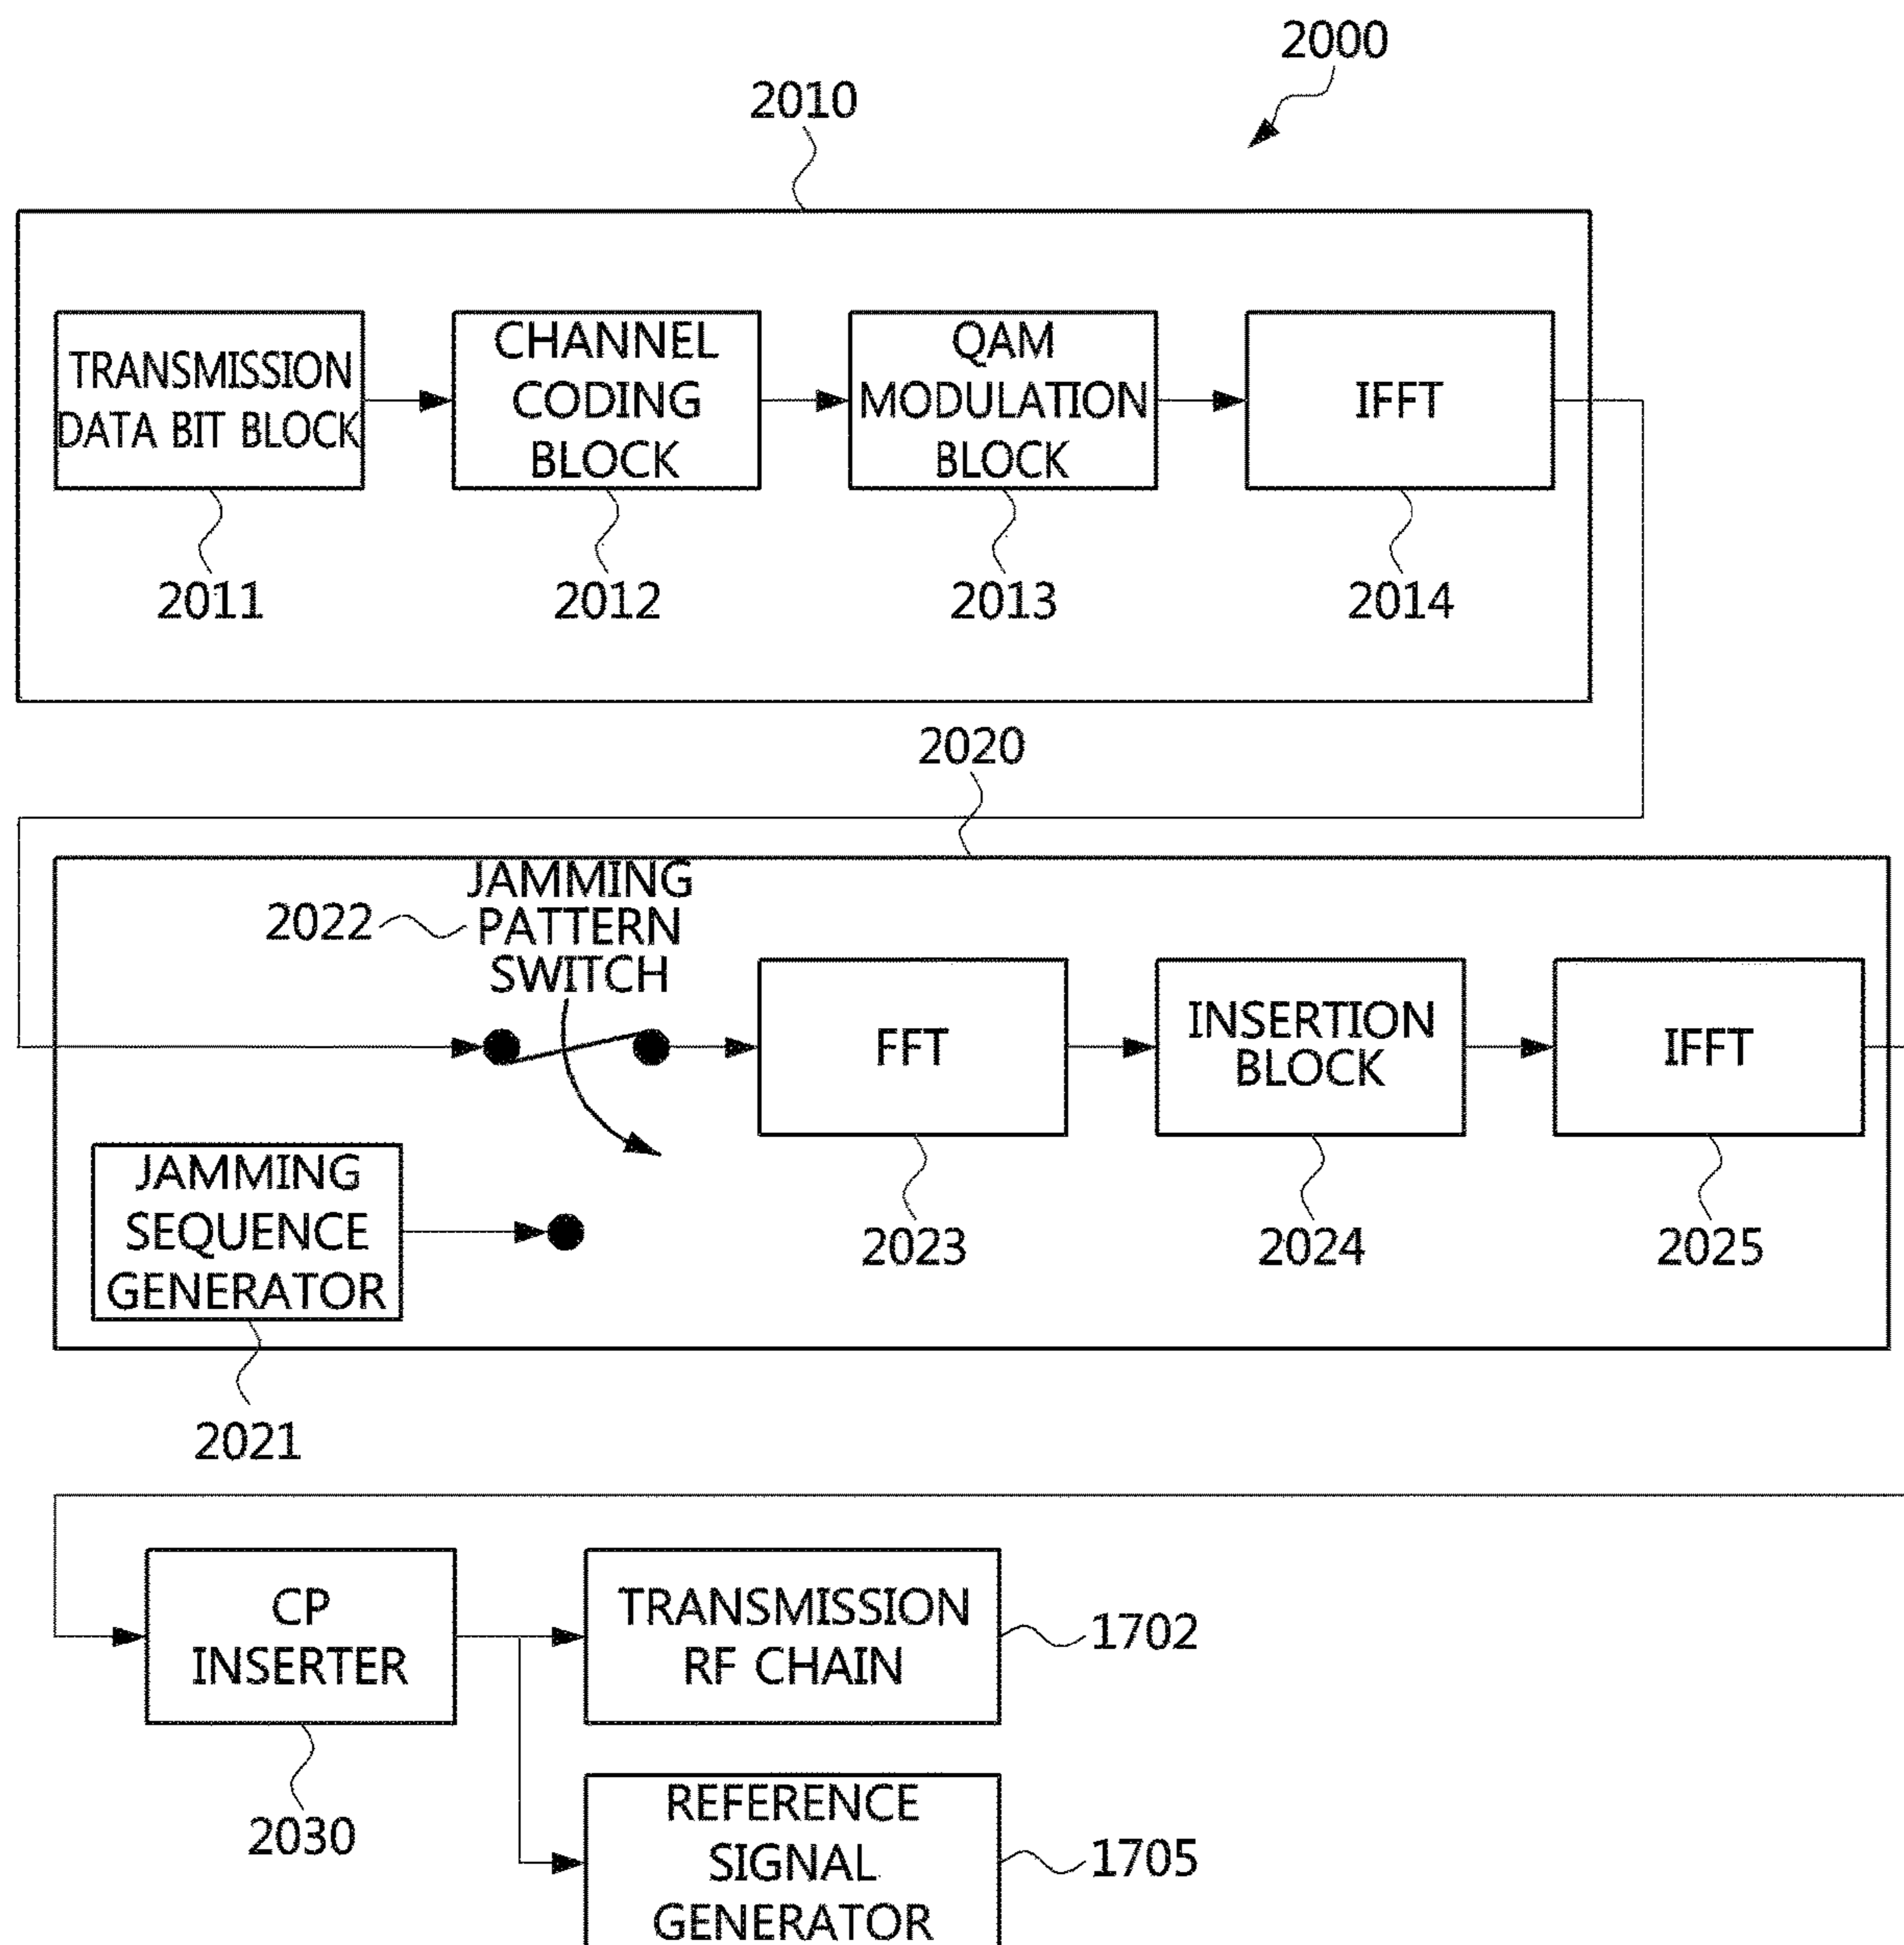 2000
2010
TRANSMISSION
DATA BIT BLOCK
CHANNEL
CODING
BLOCK
QAM
MODULATION
BLOCK
IFFT
2011
2012
2013
2014
2020
2022
JAMMING
PATTERN
SWITCH
FFT
INSERTION
BLOCK
IFFT
JAMMING
SEQUENCE
GENERATOR
2023
2024
2025
2021
CP
INSERTER
TRANSMISSION
RF CHAIN
1702
2030
REFERENCE
SIGNAL
GENERATOR
1705